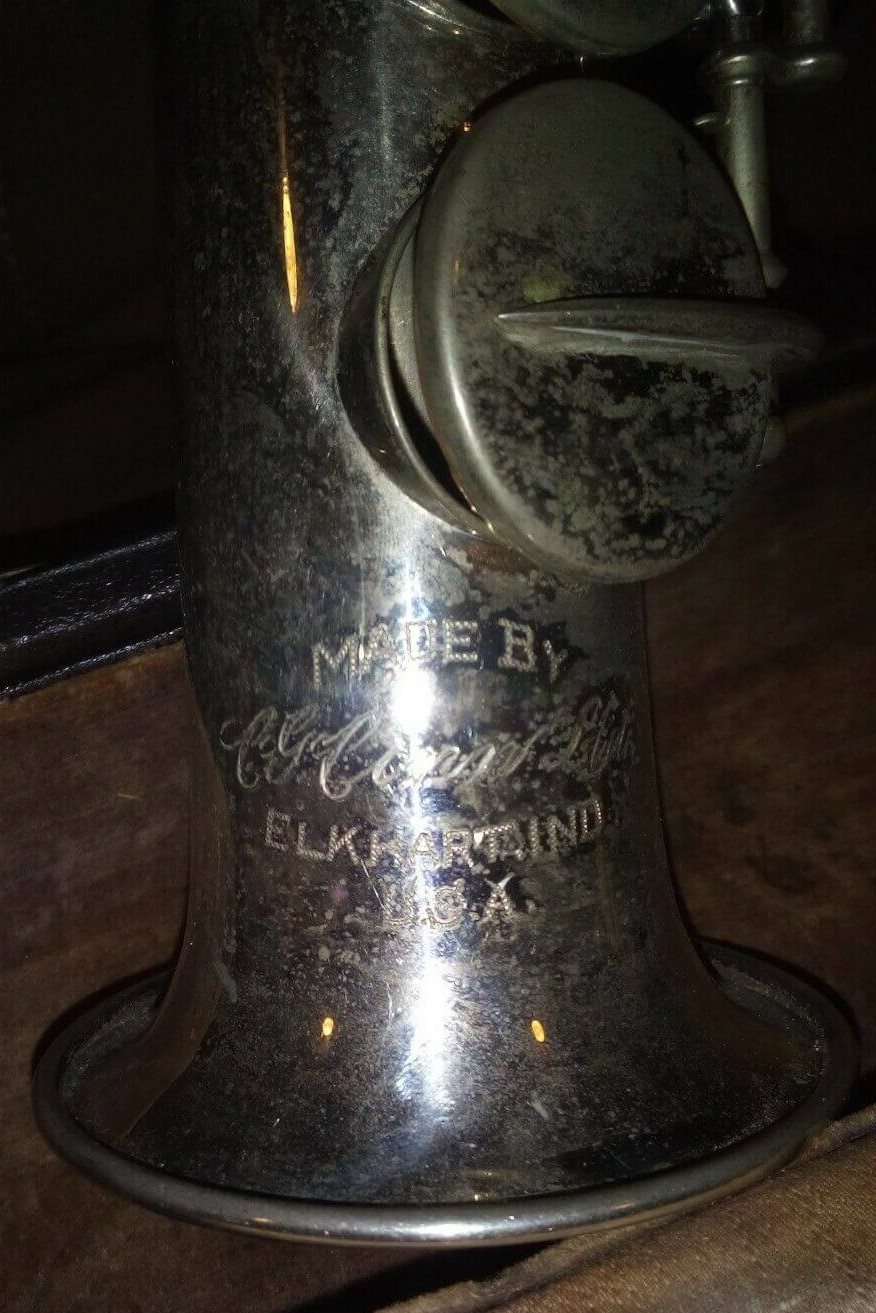 MADE BY
C.G. Conn Ltd.
ELKHART, IND.
U.S.A.